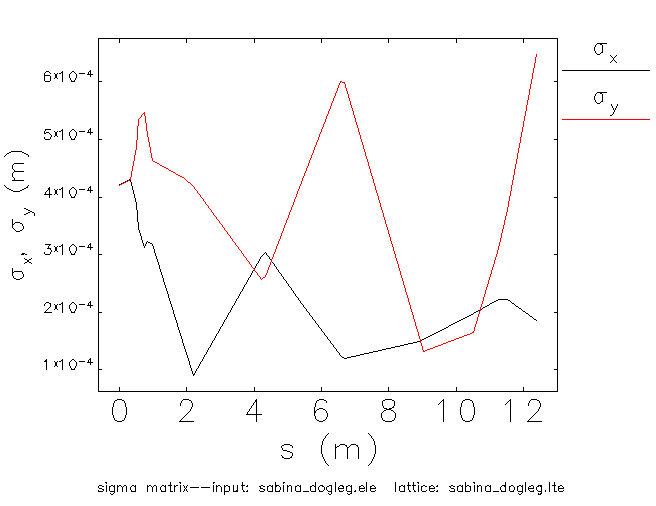 σx
σy
6×10⁻⁴
5×10⁻⁴
4×10⁻⁴
3×10⁻⁴
2×10⁻⁴
1×10⁻⁴
σx, σy (m)
0 2 4 6 8 10 12
s (m)
sigma matrix--input: sabina_dogleg.ele lattice: sabina_dogleg.lte